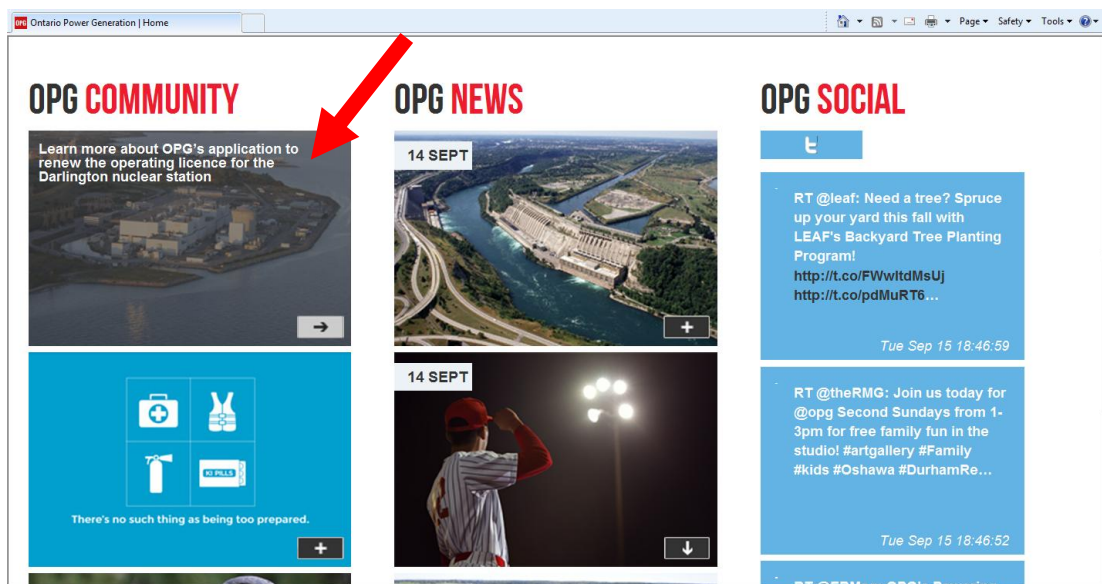 OPG Ontario Power Generation | Home
Page Safety Tools
OPG COMMUNITY
Learn more about OPG's application to
renew the operating licence for the
Darlington nuclear station
KI PILLS
There's no such thing as being too prepared.
OPG NEWS
14 SEPT
14 SEPT
OPG SOCIAL
RT @leaf: Need a tree? Spruce
up your yard this fall with
LEAF's Backyard Tree Planting
Program!
http://t.co/FWwItdMsUj
http://t.co/pdMuRT6…
Tue Sep 15 18:46:59
RT @theRMG: Join us today for
@opg Second Sundays from 1-
3pm for free family fun in the
studio! #artgallery #Family
#kids #Oshawa #DurhamRe…
Tue Sep 15 18:46:52